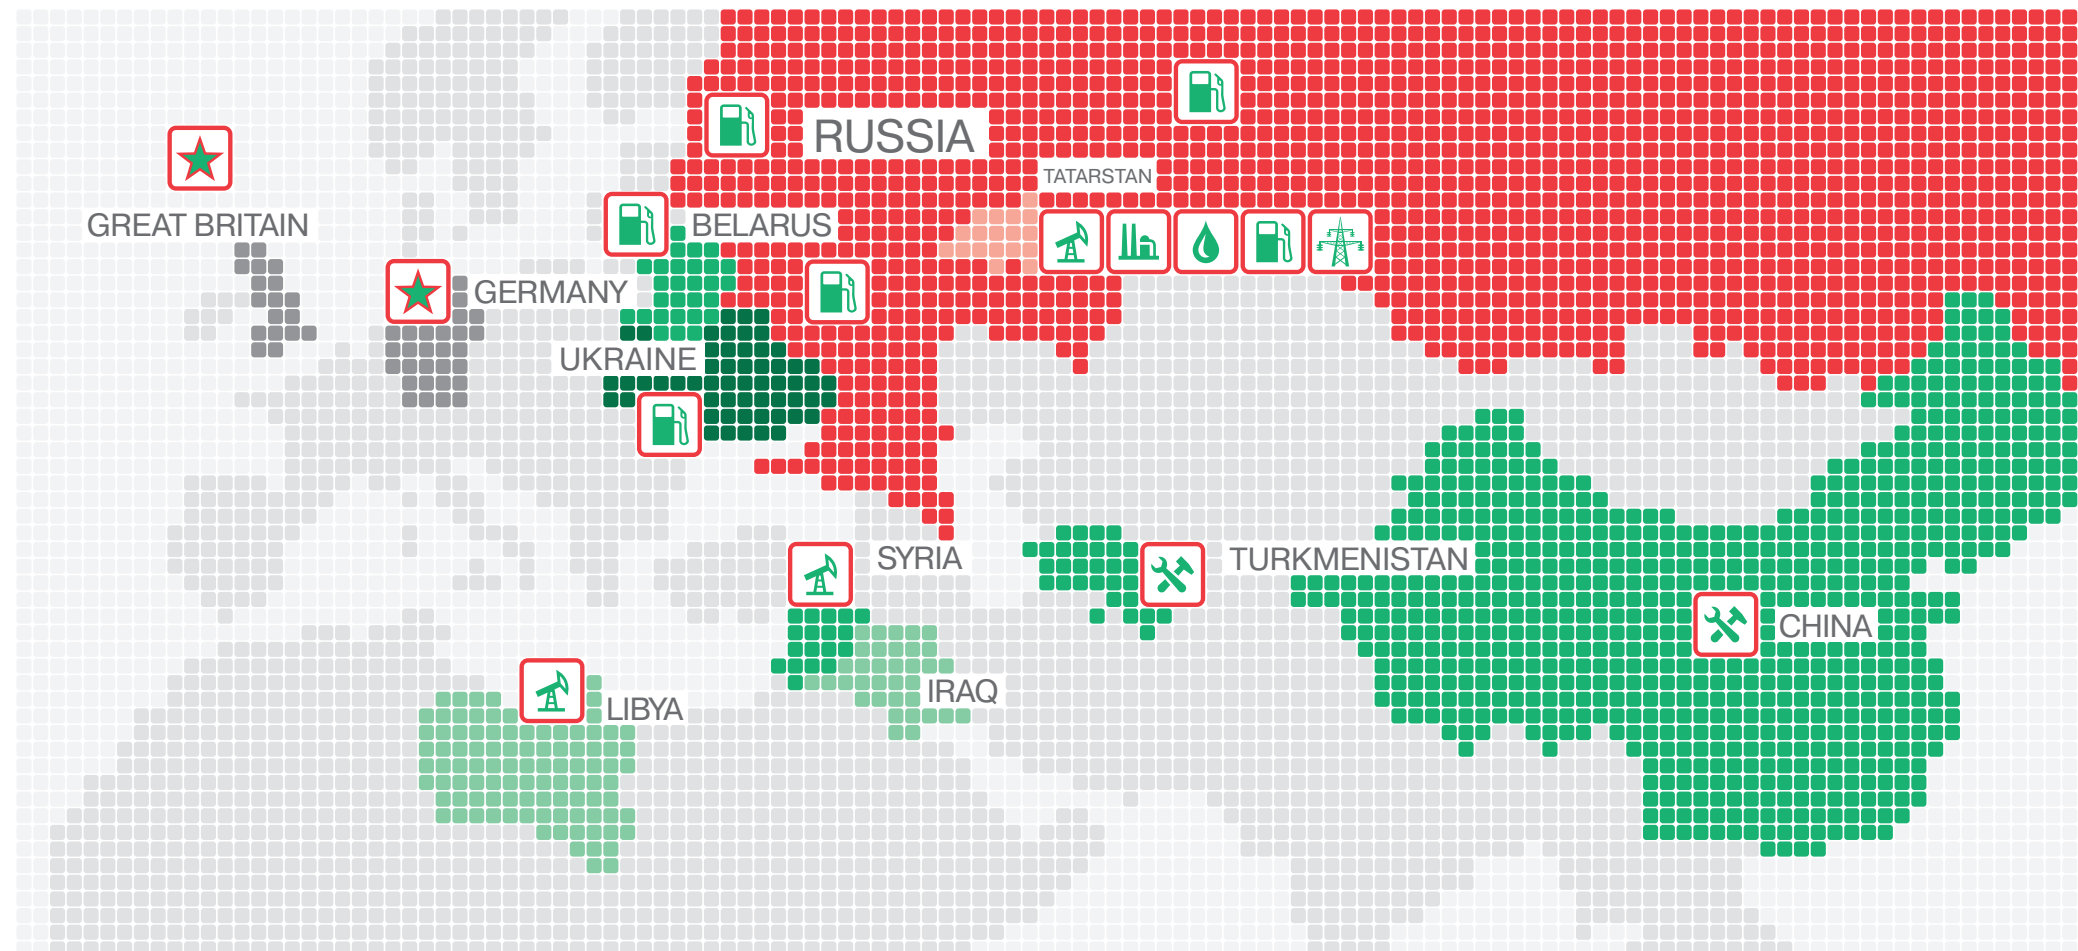 RUSSIA
TATARSTAN
GREAT BRITAIN
BELARUS
GERMANY
UKRAINE
SYRIA
TURKMENISTAN
CHINA
IRAQ
LIBYA